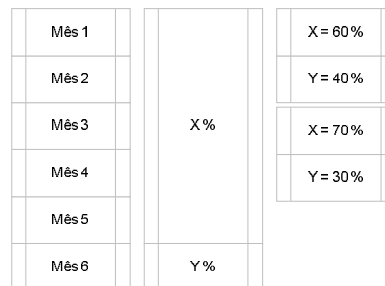 Mês 1
Mês 2
Mês 3
Mês 4
Mês 5
Mês 6
X %
Y %
X = 60 %
Y = 40 %
X = 70 %
Y = 30 %